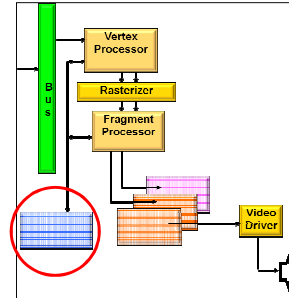 Vertex
Processor
Bus
Rasterizer
Fragment
Processor
Video
Driver